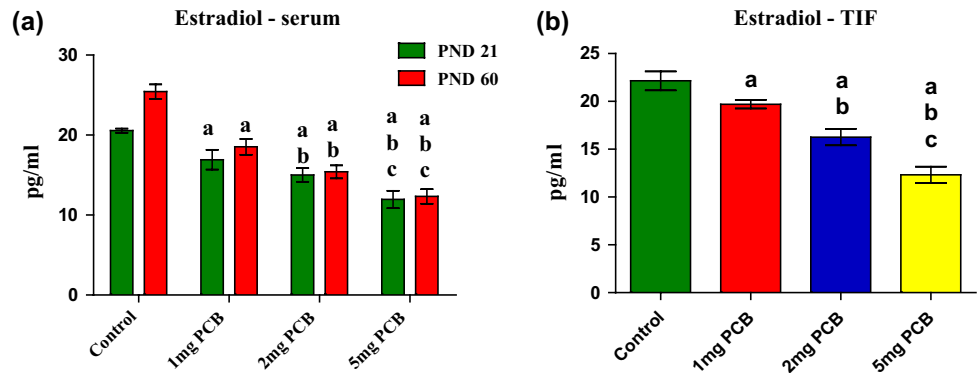 (a)
Estradiol - serum
PND 21
PND 60
30
20
10
0
pg/ml
a
a
a
b
a
b
a
b
c
a
b
c
Control
1mg PCB
2mg PCB
5mg PCB
(b)
Estradiol - TIF
25
20
15
10
5
0
pg/ml
a
a
b
a
b
c
Control
1mg PCB
2mg PCB
5mg PCB